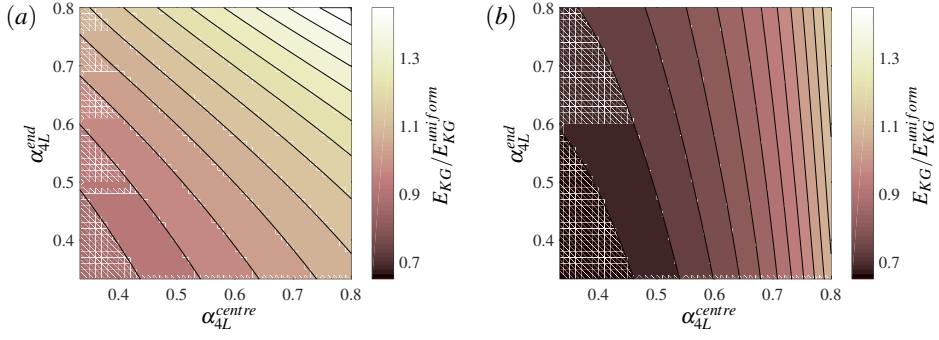 (a)
0.8
0.7
0.6
0.5
0.4
α_{4L}^{end}
0.4 0.5 0.6 0.7 0.8
α_{4L}^{centre}
1.3
1.1
0.9
0.7
E_{KG}/E_{KG}^{uniform}
(b)
0.8
0.7
0.6
0.5
0.4
α_{4L}^{end}
0.4 0.5 0.6 0.7 0.8
α_{4L}^{centre}
1.3
1.1
0.9
0.7
E_{KG}/E_{KG}^{uniform}